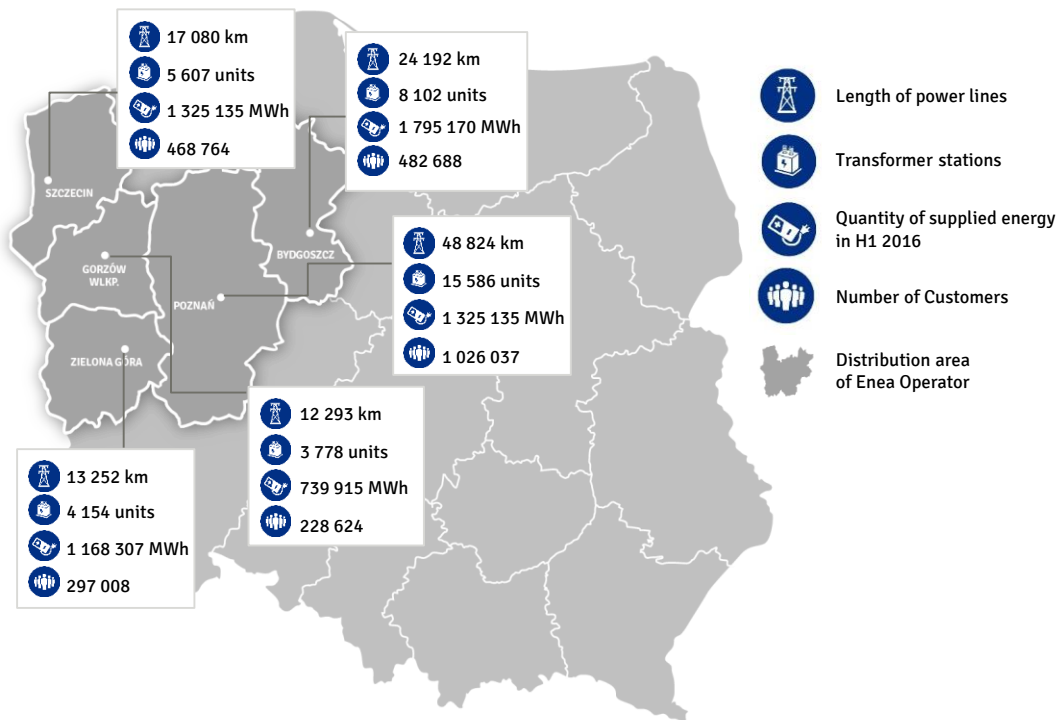 17 080 km
5 607 units
1 325 135 MWh
468 764
24 192 km
8 102 units
1 795 170 MWh
482 688
48 824 km
15 586 units
1 325 135 MWh
1 026 037
12 293 km
3 778 units
739 915 MWh
228 624
13 252 km
4 154 units
1 168 307 MWh
297 008
SZCZECIN
GORZÓW
WLKP.
POZNAŃ
BYDGOSZCZ
ZIELONA GÓRA
Length of power lines
Transformer stations
Quantity of supplied energy
in H1 2016
Number of Customers
Distribution area
of Enea Operator